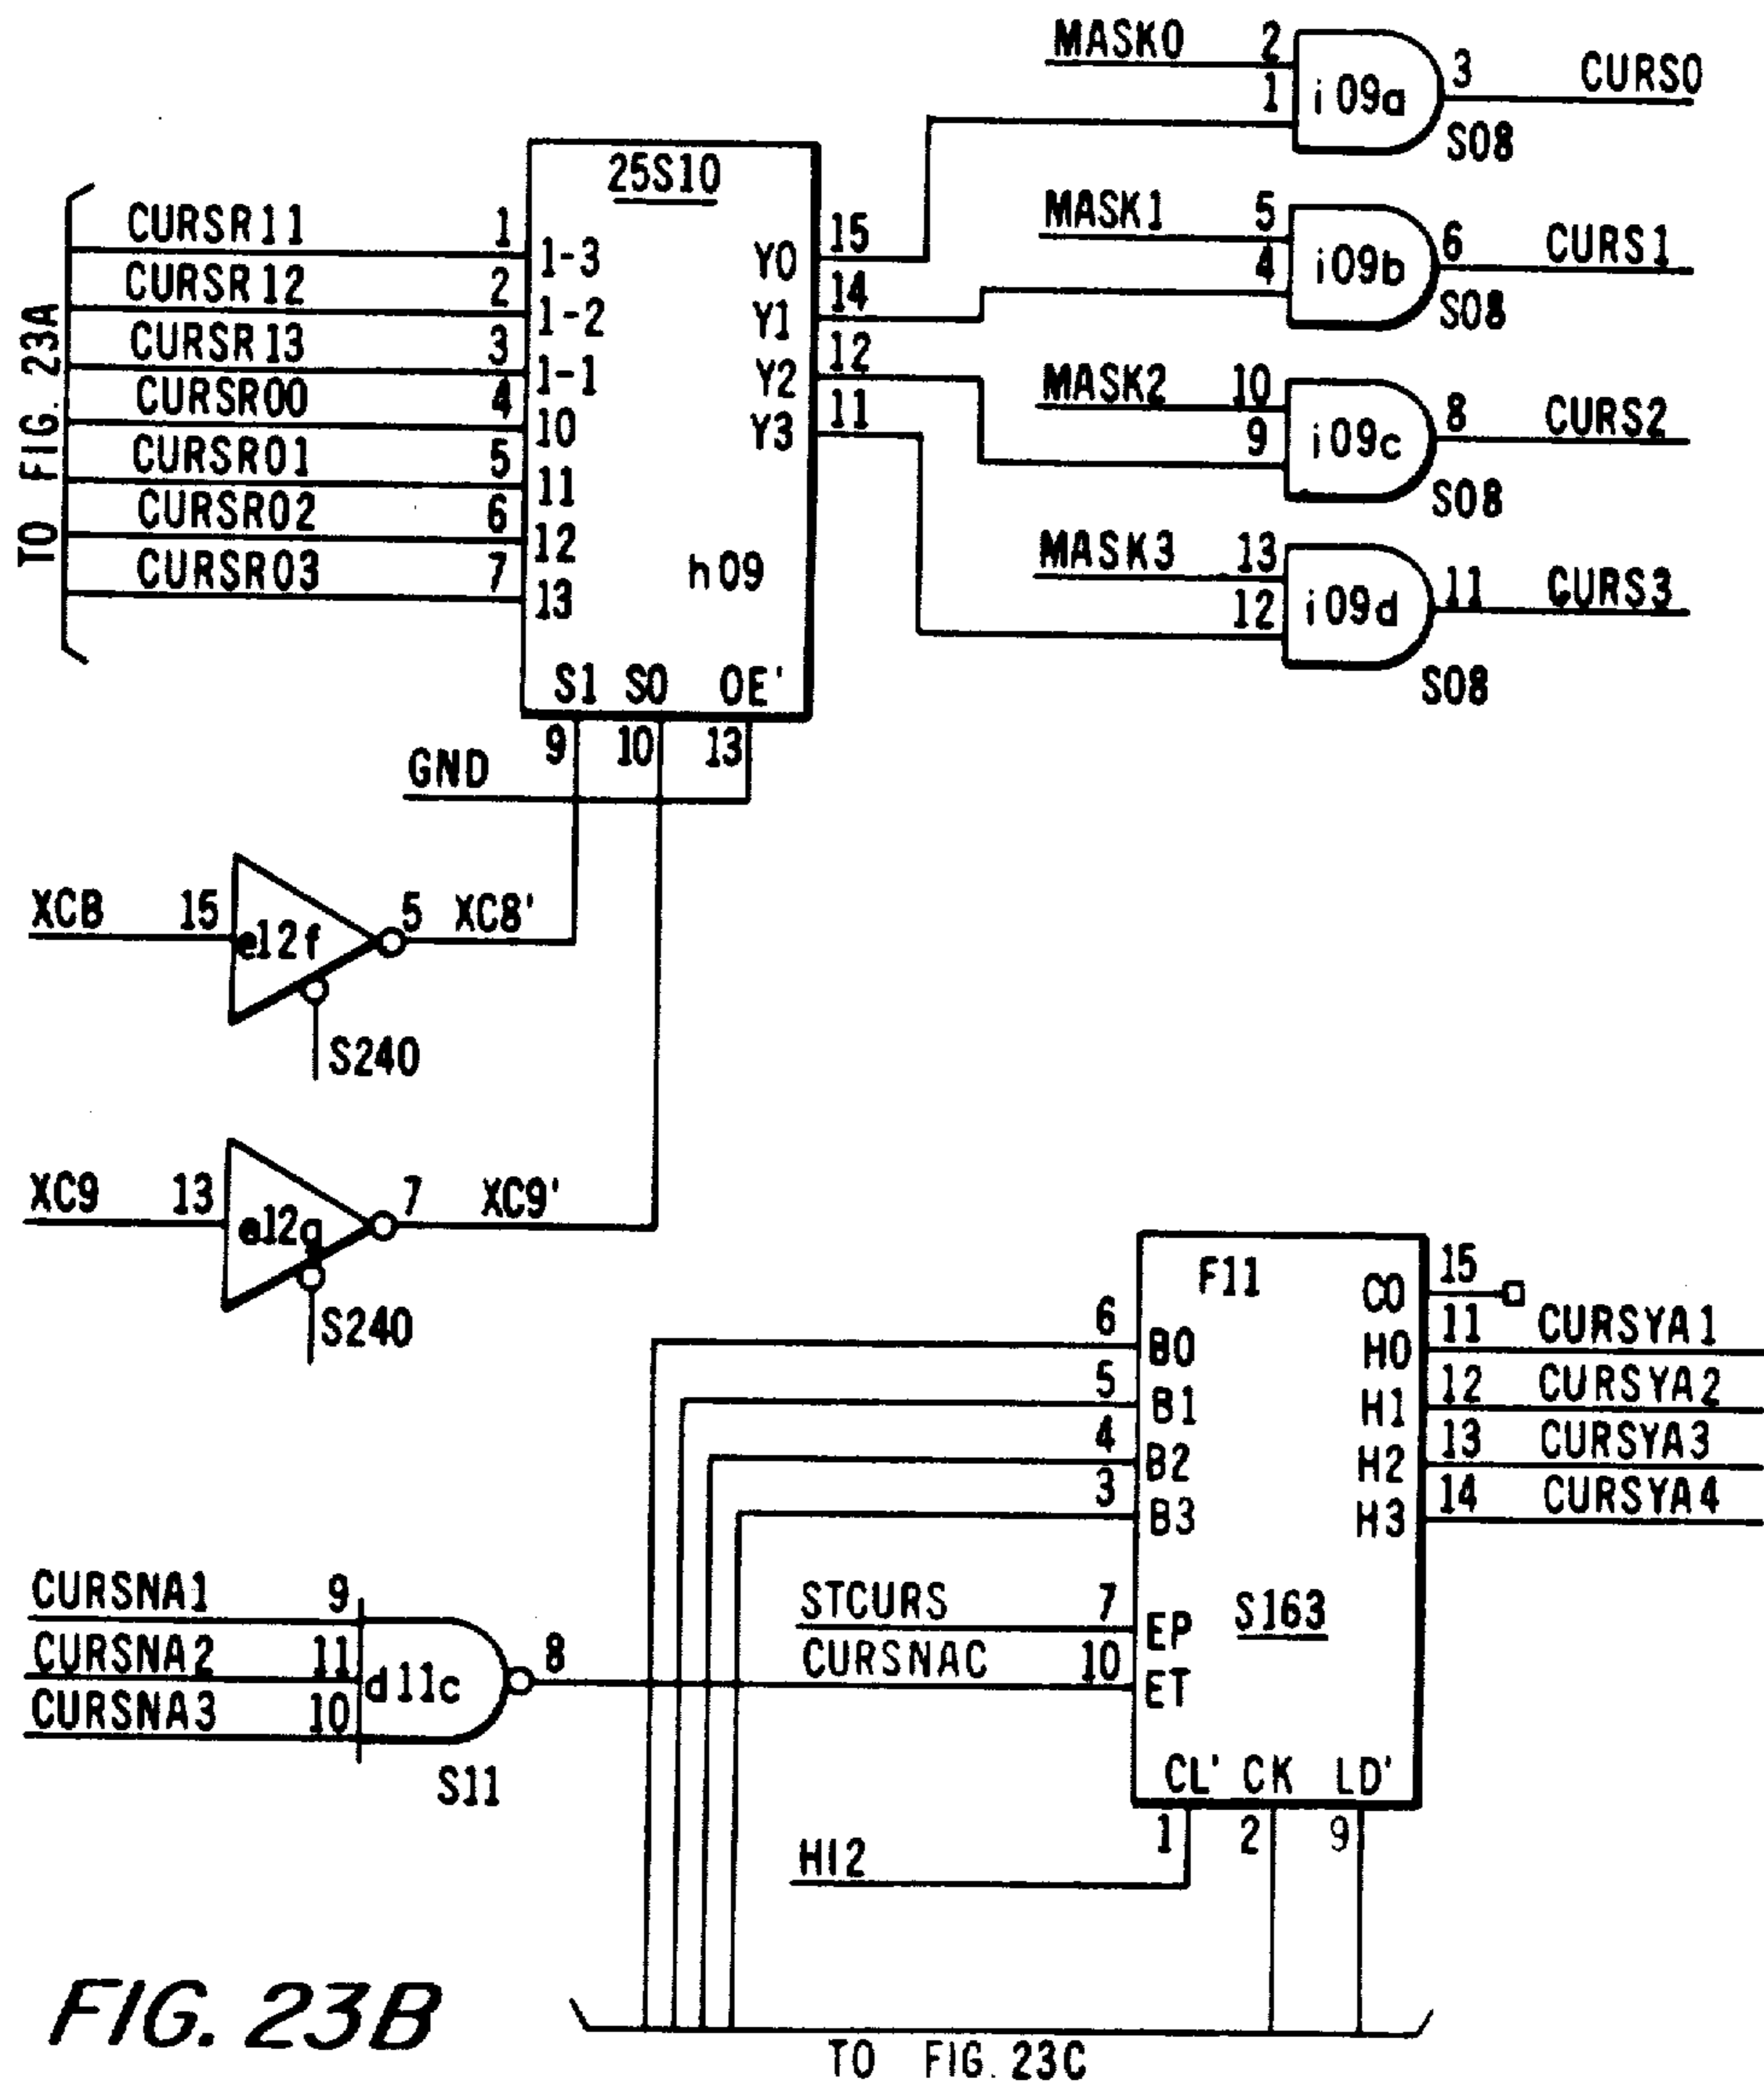 MASK0 2
1
i09a
3 CURS0
S08
25S10
TO FIG. 23A
CURSR11 1 1-3
CURSR12 2 1-2
CURSR13 3 1-1
CURSR00 4 10
CURSR01 5 11
CURSR02 6 12
CURSR03 7 13
Y0 15
Y1 14
Y2 12
Y3 11
h09
S1 S0 OE'
9 10 13
GND
MASK1 5
4
i09b
6 CURS1
S08
MASK2 10
9
i09c
8 CURS2
S08
MASK3 13
12
i09d
11 CURS3
S08
XCB 15 e12f 5 XC8'
S240
XC9 13 e12g 7 XC9'
S240
F11
6 B0
5 B1
4 B2
3 B3
CO 15
H0 11 CURSYA1
H1 12 CURSYA2
H2 13 CURSYA3
H3 14 CURSYA4
STCURS 7 EP
S163
CURSNAC 10 ET
CURSNA1 9
CURSNA2 11
CURSNA3 10
d11c
8
S11
CL' CK LD'
1 2 9
HI2
FIG. 23B
TO FIG. 23C